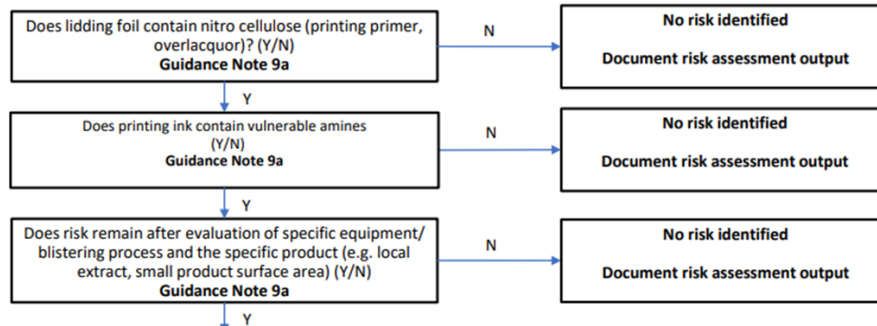 Does lidding foil contain nitro cellulose (printing primer,
overlacquor)? (Y/N)
Guidance Note 9a
N
No risk identified
Document risk assessment output
Y
Does printing ink contain vulnerable amines
(Y/N)
Guidance Note 9a
N
No risk identified
Document risk assessment output
Y
Does risk remain after evaluation of specific equipment/
blistering process and the specific product (e.g. local
extract, small product surface area) (Y/N)
Guidance Note 9a
N
No risk identified
Document risk assessment output
Y